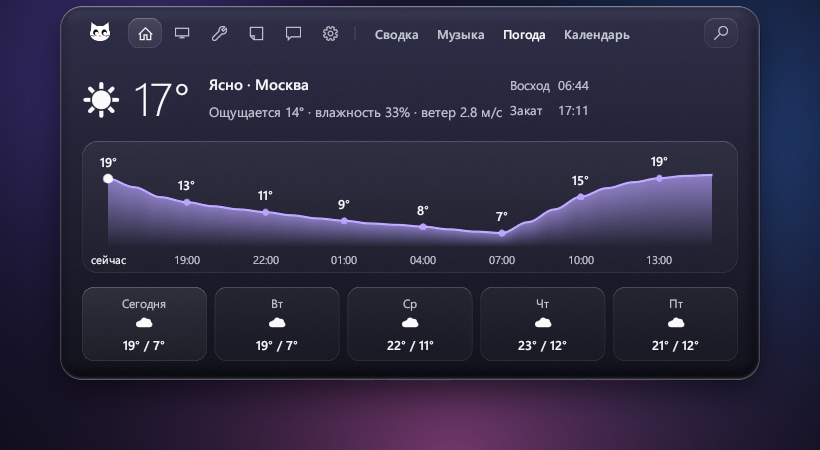 Сводка Музыка Погода Календарь
17°
Ясно · Москва
Ощущается 14° · влажность 33% · ветер 2.8 м/с
Восход 06:44
Закат 17:11
19° 13° 11° 9° 8° 7° 15° 19°
сейчас 19:00 22:00 01:00 04:00 07:00 10:00 13:00
Сегодня Вт Ср Чт Пт
19° / 7° 19° / 7° 22° / 11° 23° / 12° 21° / 12°